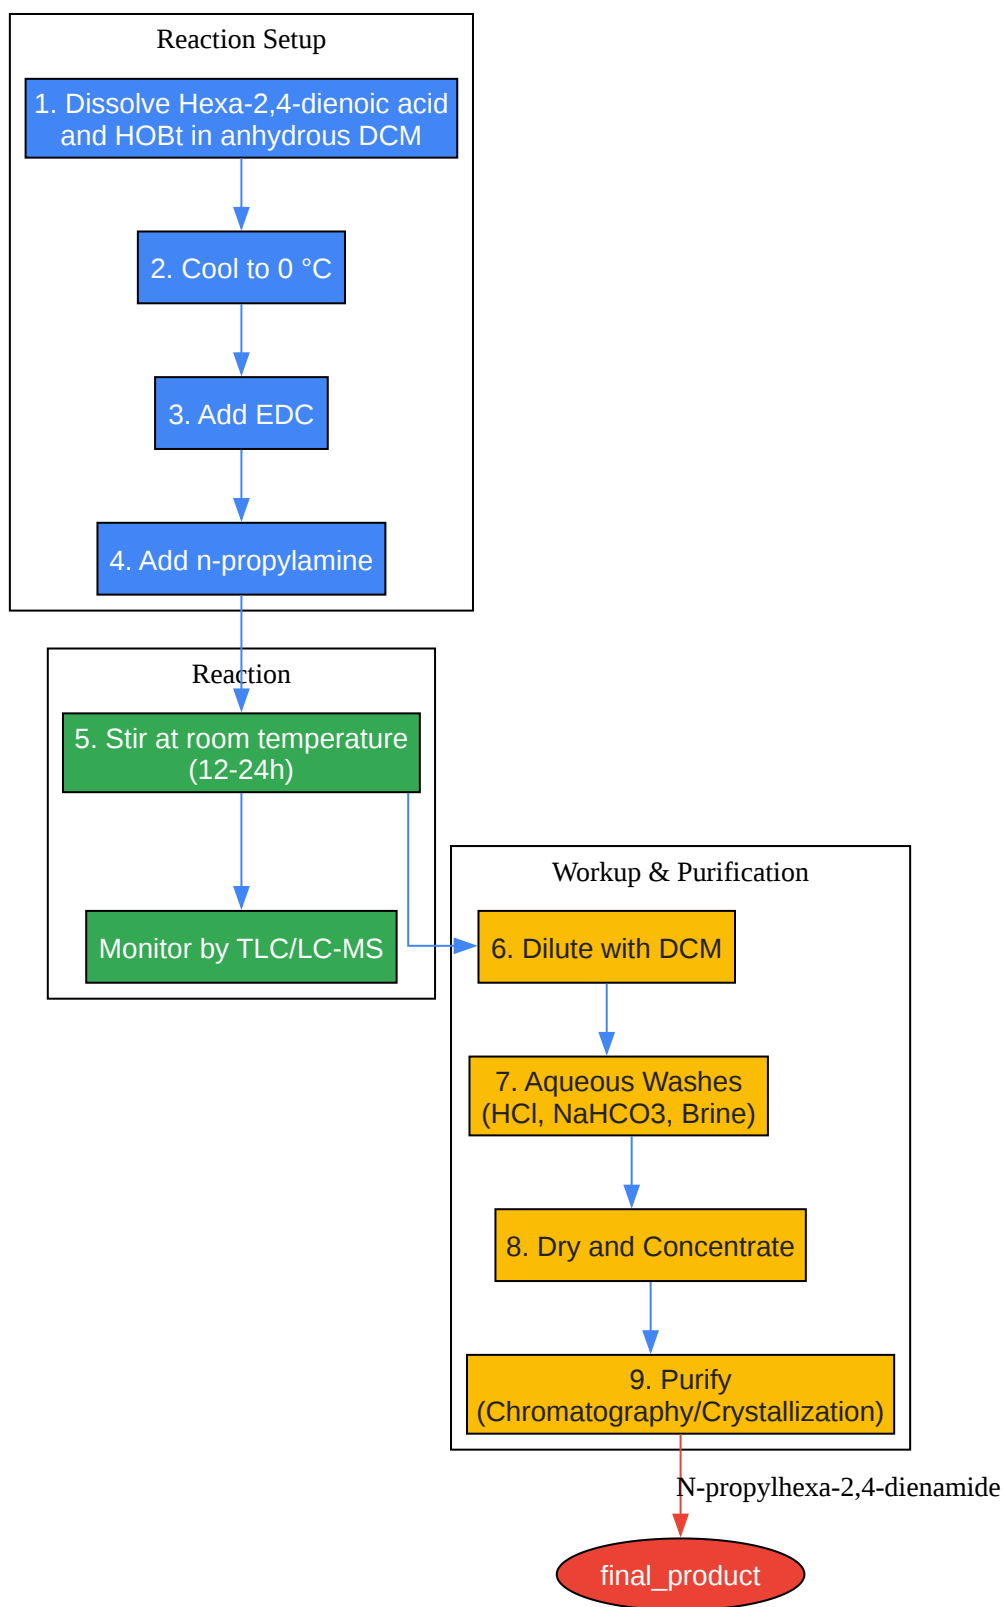 Reaction Setup
1. Dissolve Hexa-2,4-dienoic acid
and HOBt in anhydrous DCM
2. Cool to 0 °C
3. Add EDC
4. Add n-propylamine
Reaction
5. Stir at room temperature
(12-24h)
Monitor by TLC/LC-MS
Workup & Purification
6. Dilute with DCM
7. Aqueous Washes
(HCl, NaHCO3, Brine)
8. Dry and Concentrate
9. Purify
(Chromatography/Crystallization)
N-propylhexa-2,4-dienamide
final_product